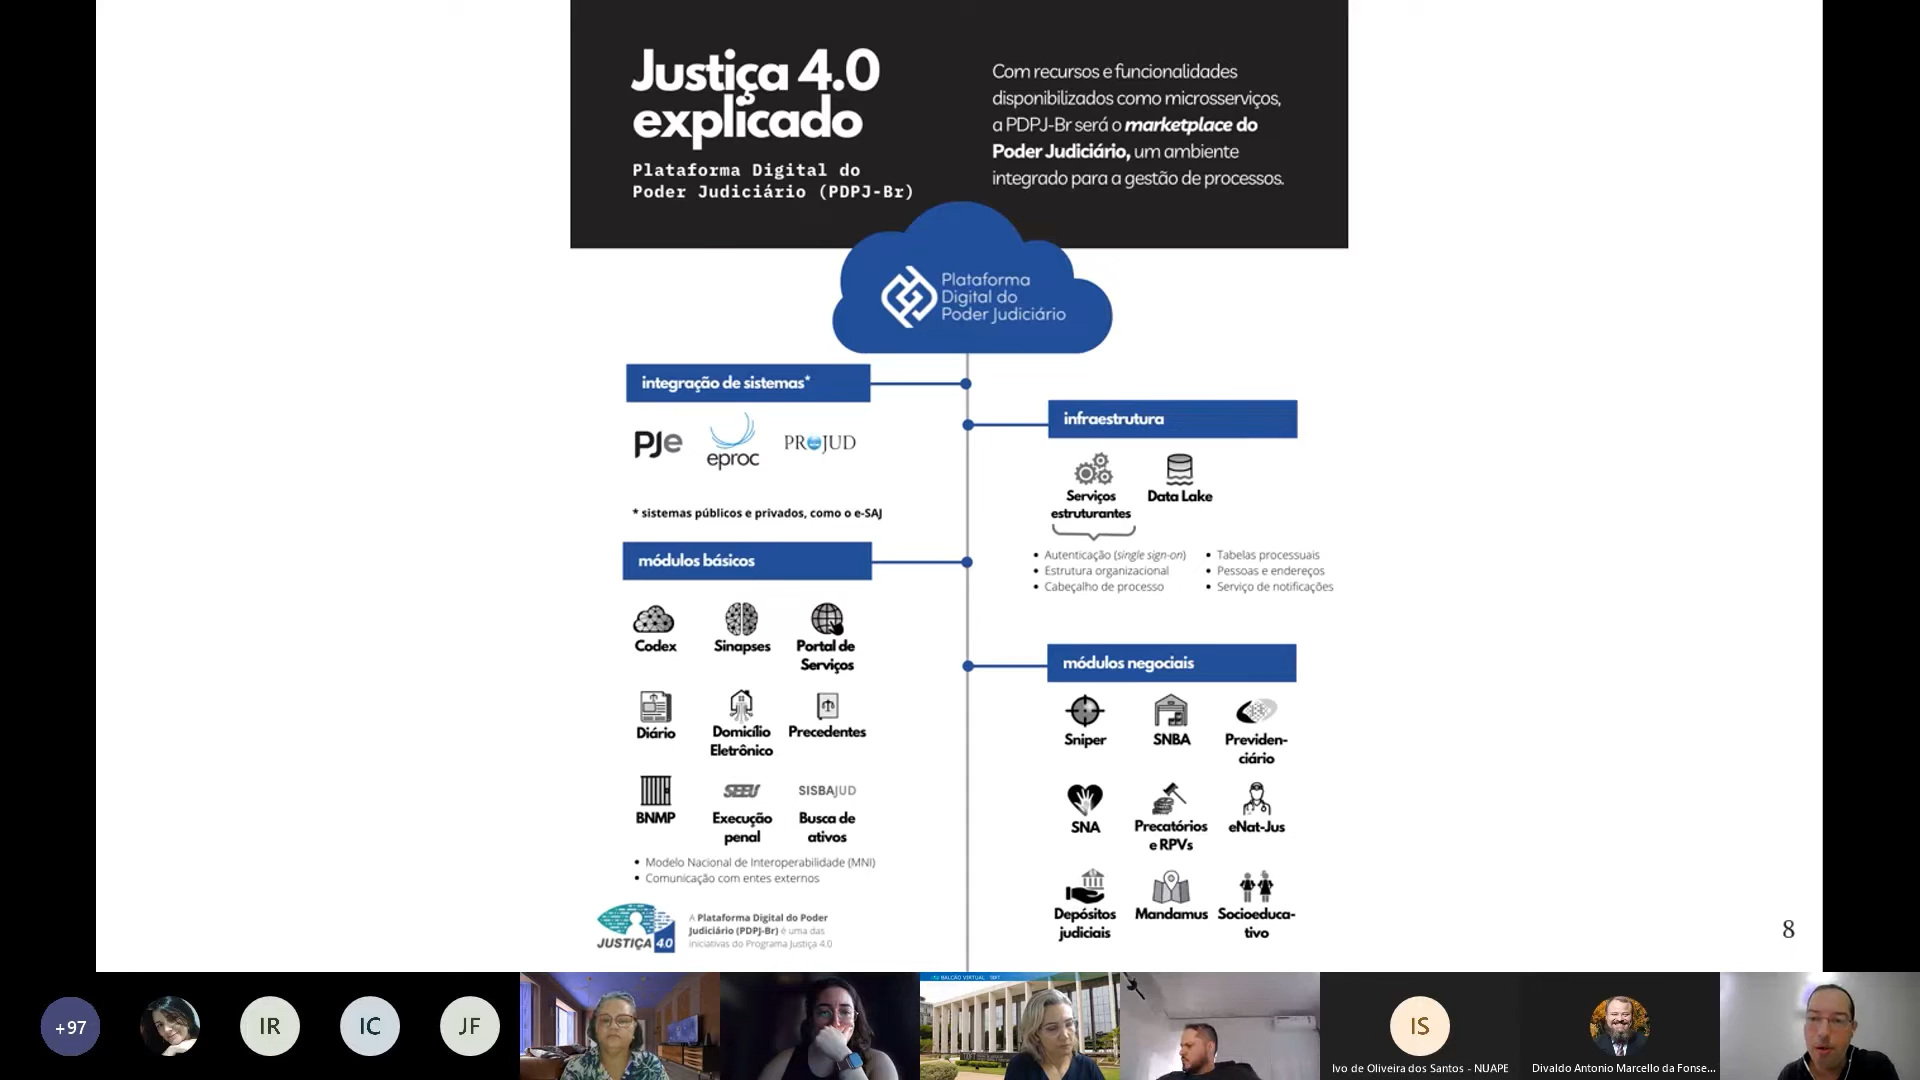 Justiça 4.0
explicado
Plataforma Digital do
Poder Judiciário (PDPJ-Br)
Com recursos e funcionalidades
disponibilizados como microsserviços,
a PDPJ-Br será o marketplace do
Poder Judiciário, um ambiente
integrado para a gestão de processos.
Plataforma
Digital do
Poder Judiciário
integração de sistemas*
PJe
eproc
PROJUD
* sistemas públicos e privados, como o e-SAJ
infraestrutura
Serviços
estruturantes
Data Lake
• Autenticação (single sign-on)
• Estrutura organizacional
• Cabeçalho de processo
• Tabelas processuais
• Pessoas e endereços
• Serviço de notificações
módulos básicos
Codex
Sinapses
Portal de
Serviços
Diário
Domicílio
Eletrônico
Precedentes
BNMP
SEEU
Execução
penal
SISBAJUD
Busca de
ativos
• Modelo Nacional de Interoperabilidade (MNI)
• Comunicação com entes externos
módulos negociais
Sniper
SNBA
Previden-
ciário
SNA
Precatórios
e RPVs
eNat-Jus
Depósitos
judiciais
Mandamus
Socioeduca-
tivo
JUSTIÇA 4.0
A Plataforma Digital do Poder
Judiciário (PDPJ-Br) é uma das
iniciativas do Programa Justiça 4.0
8
+97
IR
IC
JF
BALCÃO VIRTUAL
IS
Ivo de Oliveira dos Santos - NUAPE
Divaldo Antonio Marcello da Fonse...